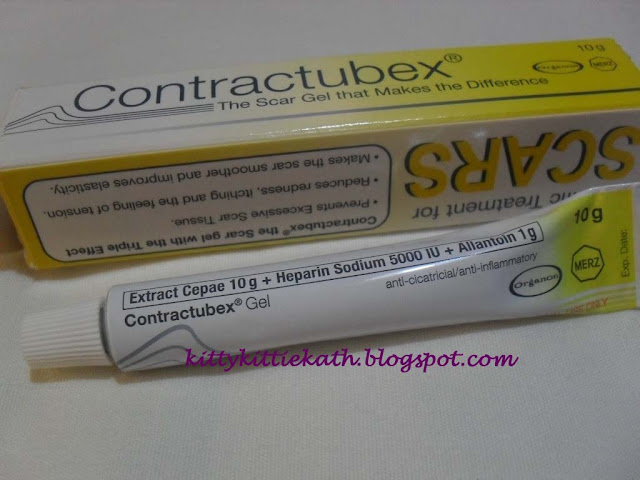 Contractubex®
The Scar Gel that Makes the Difference
10 g
Organon
MERZ
SCARS
Treatment for
Contractubex® the Scar gel with the Triple Effect
• Prevents Excessive Scar Tissue.
• Reduces redness, itching and the feeling of tension.
• Makes the scar smoother and improves elasticity.
Extract Cepae 10 g + Heparin Sodium 5000 IU + Allantoin 1 g
anti-cicatricial/anti-inflammatory
Contractubex® Gel
10 g
Organon
MERZ
Exp. Date:
ONLY
kittykittiekath.blogspot.com